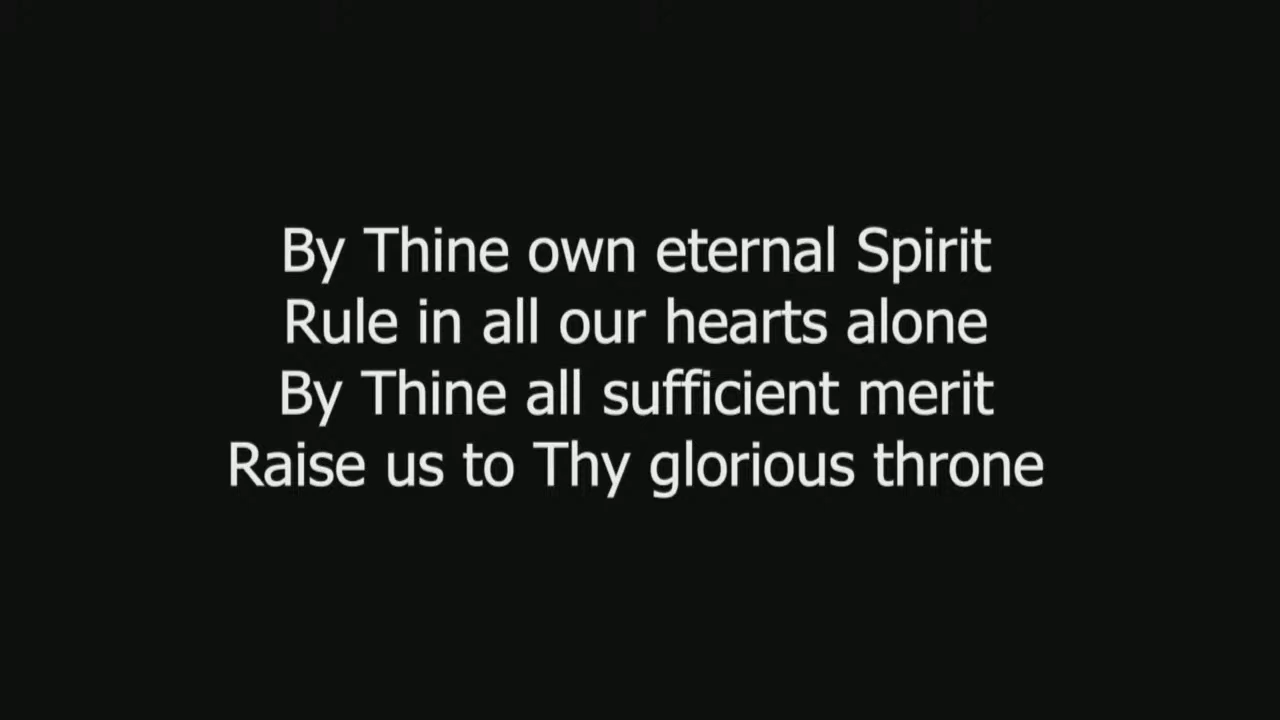 By Thine own eternal Spirit
Rule in all our hearts alone
By Thine all sufficient merit
Raise us to Thy glorious throne